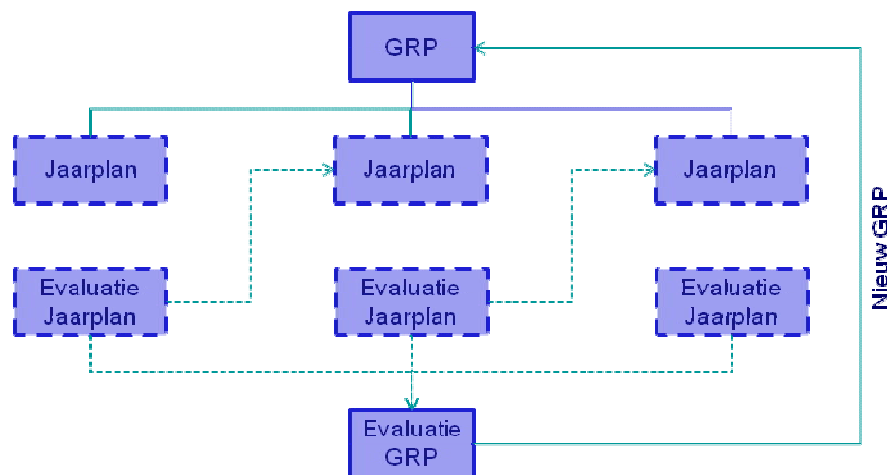 GRP
Jaarplan
Jaarplan
Jaarplan
Evaluatie
Jaarplan
Evaluatie
Jaarplan
Evaluatie
Jaarplan
Nieuw GRP
Evaluatie
GRP